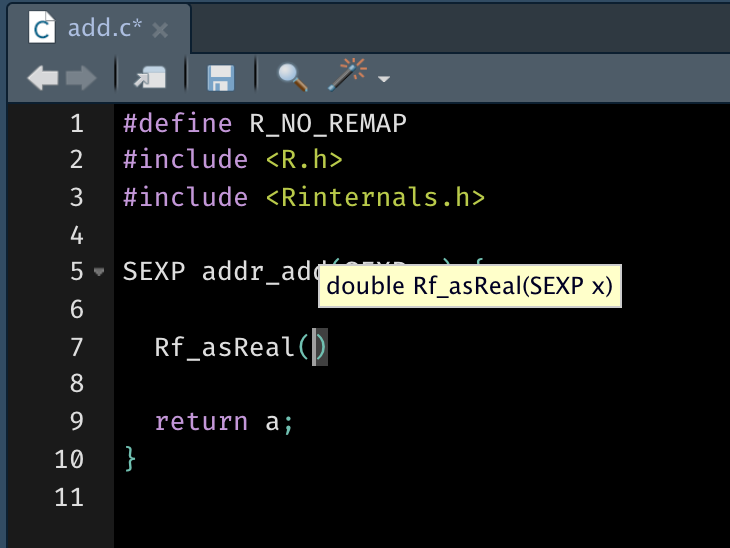 add.c*
1 #define R_NO_REMAP
2 #include <R.h>
3 #include <Rinternals.h>
4
5 SEXP addr_add {
double Rf_asReal(SEXP x)
6
7 Rf_asReal()
8
9 return a;
10 }
11